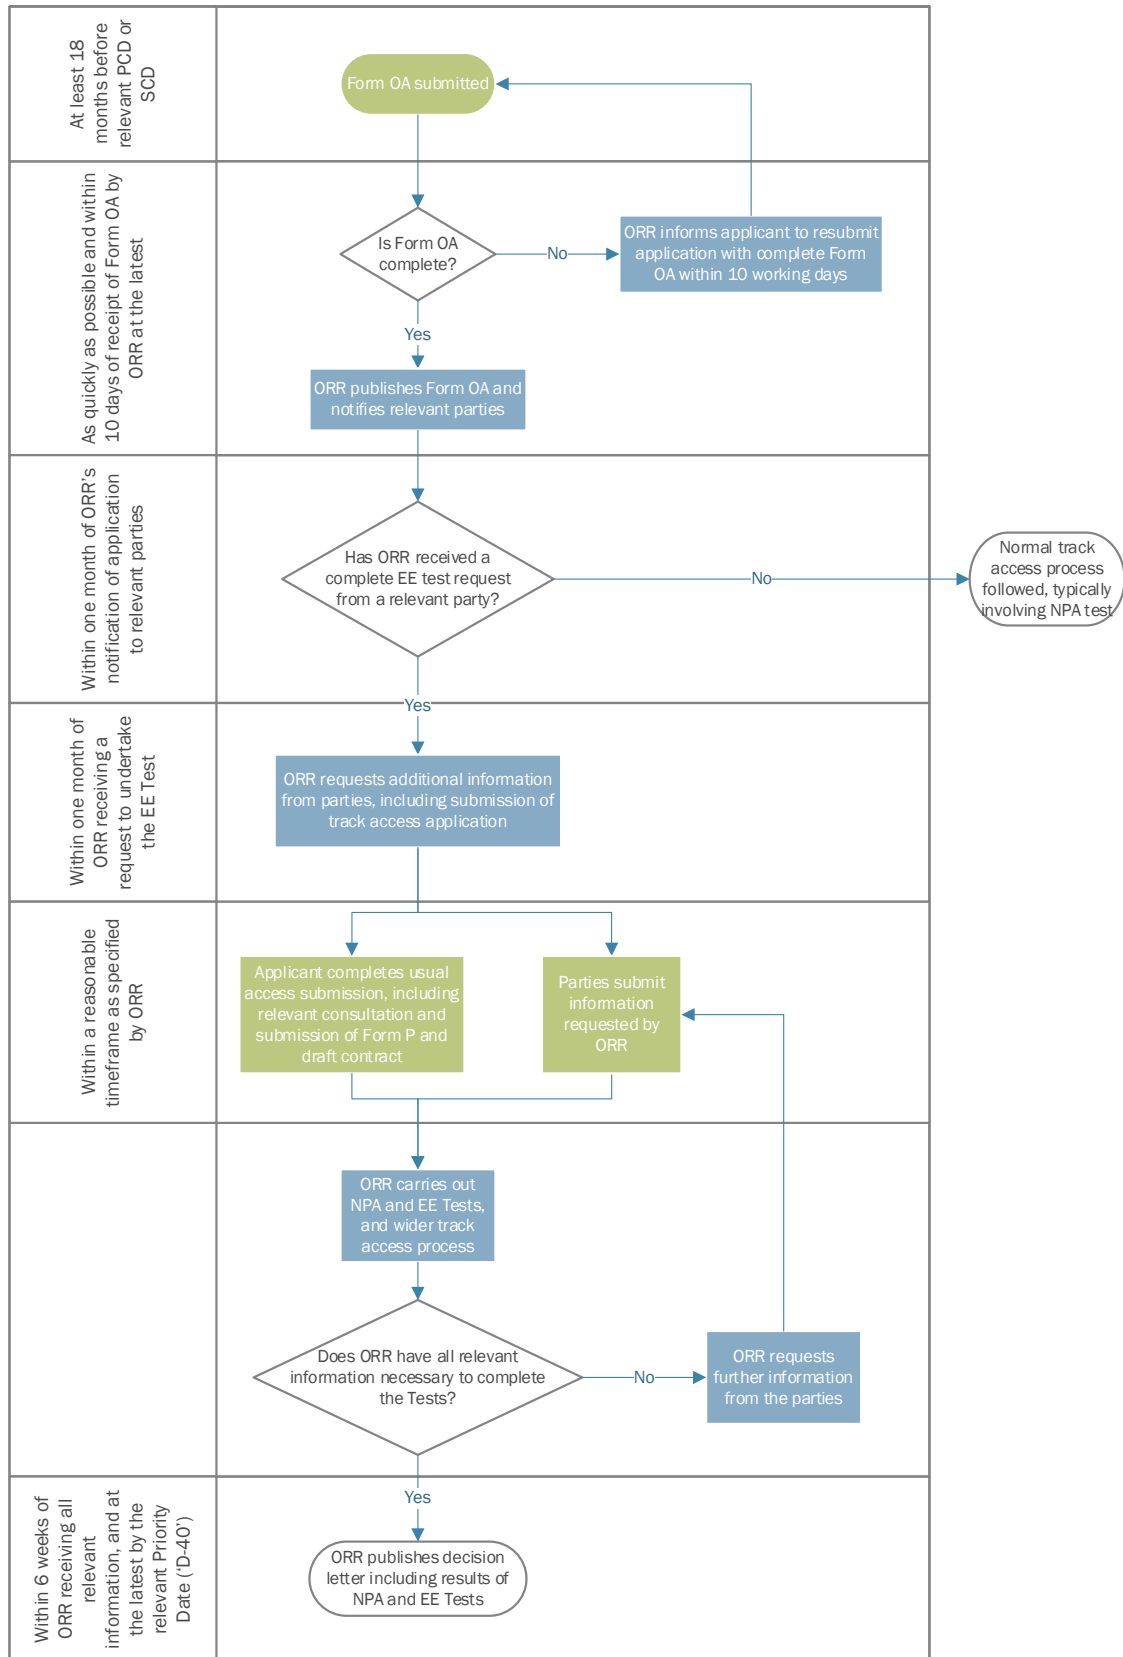 At least 18
months before
relevant PCD or
SCD
Form OA submitted
As quickly as possible and within
10 days of receipt of Form OA by
ORR at the latest
Is Form OA
complete?
No
ORR informs applicant to resubmit
application with complete Form
OA within 10 working days
Yes
ORR publishes Form OA and
notifies relevant parties
Within one month of ORR's
notification of application
to relevant parties
Has ORR received a
complete EE test request
from a relevant party?
No
Normal track
access process
followed, typically
involving NPA test
Yes
Within one month of
ORR receiving a
request to undertake
the EE Test
ORR requests additional information
from parties, including submission of
track access application
Within a reasonable
timeframe as specified
by ORR
Applicant completes usual
access submission, including
relevant consultation and
submission of Form P and
draft contract
Parties submit
information
requested by
ORR
ORR carries out
NPA and EE Tests,
and wider track
access process
Does ORR have all relevant
information necessary to complete
the Tests?
No
ORR requests
further information
from the parties
Yes
Within 6 weeks of
ORR receiving all
relevant
information, and at
the latest by the
relevant Priority
Date ('D-40')
ORR publishes decision
letter including results of
NPA and EE Tests